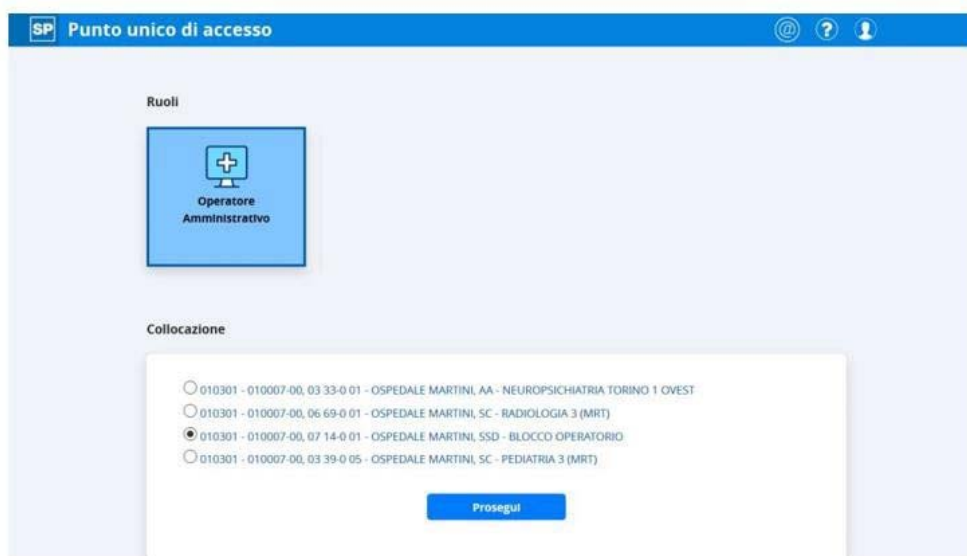 SP Punto unico di accesso @ ?
Ruoli
Operatore
Amministrativo
Collocazione
010301 - 010007-00, 03 33-0 01 - OSPEDALE MARTINI, AA - NEUROPSICHIATRIA TORINO 1 OVEST
010301 - 010007-00, 06 69-0 01 - OSPEDALE MARTINI, SC - RADIOLOGIA 3 (MRT)
010301 - 010007-00, 07 14-0 01 - OSPEDALE MARTINI, SSD - BLOCCO OPERATORIO
010301 - 010007-00, 03 39-0 05 - OSPEDALE MARTINI, SC - PEDIATRIA 3 (MRT)
Prosegui